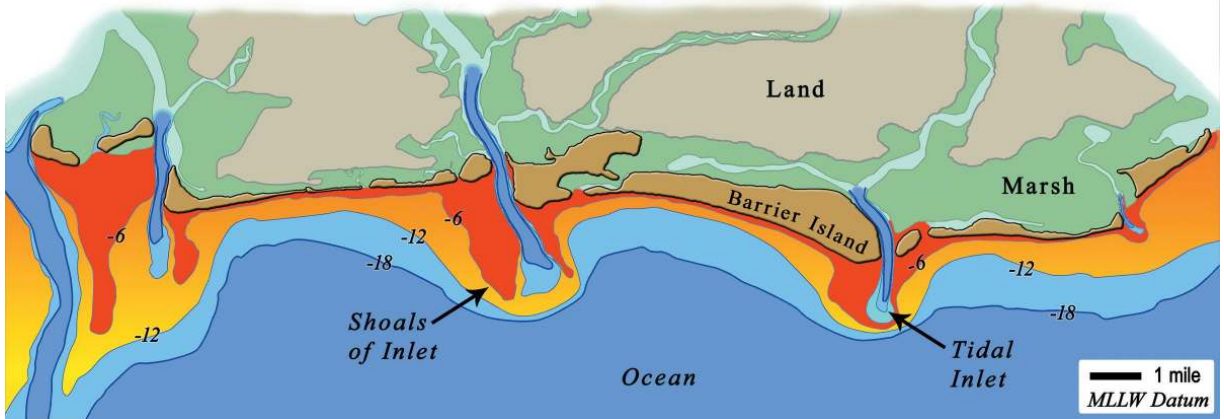 Land
Marsh
Barrier Island
-6
-6
-6
-12
-12
-12
-18
-18
Shoals
of Inlet
Ocean
Tidal
Inlet
1 mile
MLLW Datum